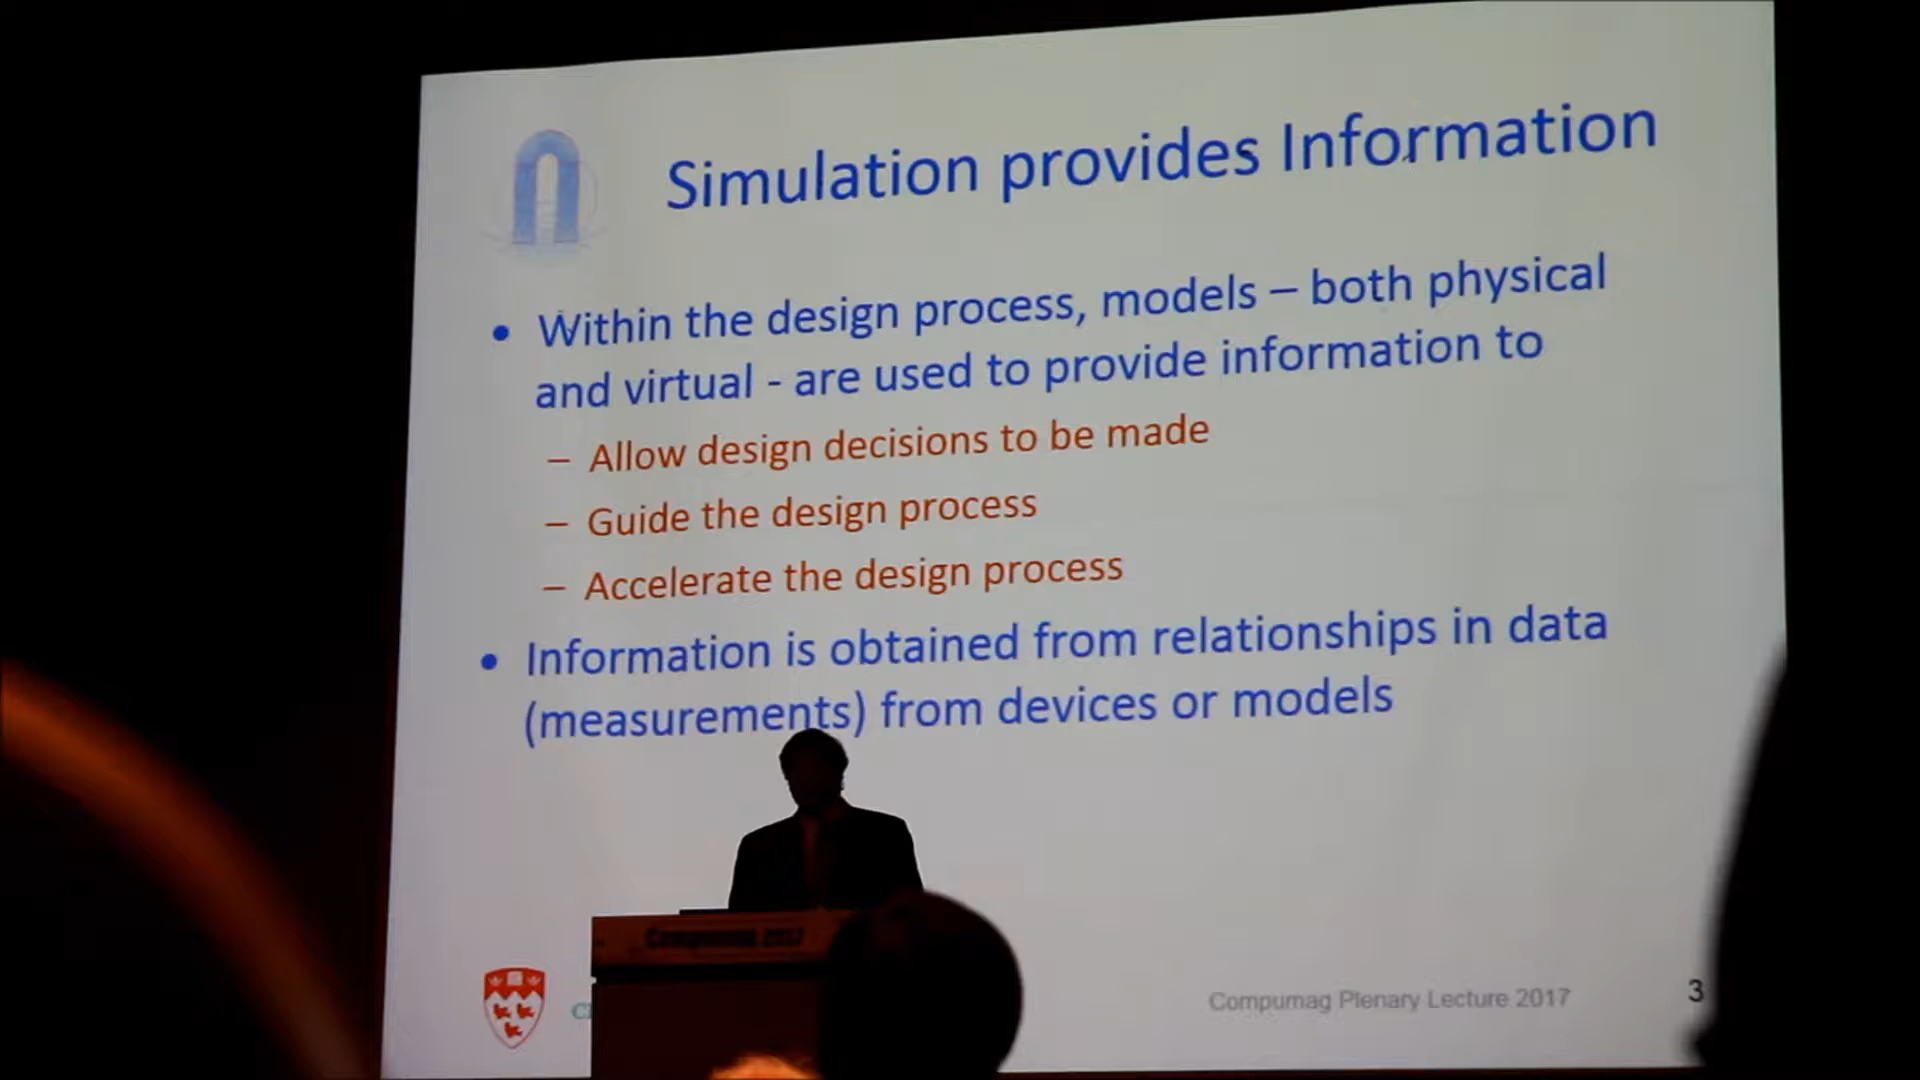 Simulation provides Information
• Within the design process, models – both physical
and virtual - are used to provide information to
– Allow design decisions to be made
– Guide the design process
– Accelerate the design process
• Information is obtained from relationships in data
(measurements) from devices or models
Compumag 2017
Compumag Plenary Lecture 2017
3